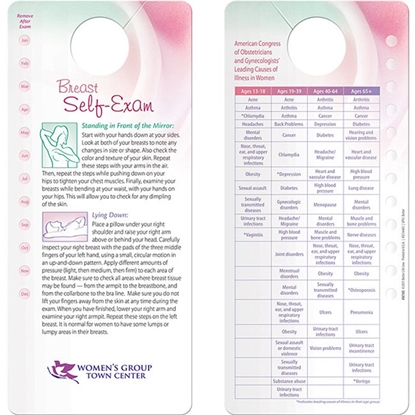 Remove
After
Exam
Jan
Feb
Mar
Apr
May
Jun
Jul
Aug
Sep
Oct
Nov
Dec
Breast
Self-Exam
Standing in Front of the Mirror:
Start with your hands down at your sides.
Look at both of your breasts to note any
changes in size or shape. Also check the
color and texture of your skin. Repeat
these steps with your arms in the air.
Then, repeat the steps while pushing down on your
hips to tighten your chest muscles. Finally, examine your
breasts while bending at your waist, with your hands on
your hips. This will allow you to check for any dimpling
of the skin.
Lying Down:
Place a pillow under your right
shoulder and raise your right arm
above or behind your head. Carefully
inspect your right breast with the pads of the three middle
fingers of your left hand, using a small, circular motion in
an up-and-down pattern. Apply different amounts of
pressure (light, then medium, then firm) to each area of
the breast. Make sure to check all areas where breast tissue
may be found — from the armpit to the breastbone, and
from the collarbone to the bra line. Make sure you do not
lift your fingers away from the skin at any time during the
exam. When you have finished, lower your right arm and
examine your right armpit. Repeat these steps on the left
breast. It is normal for women to have some lumps or
lumpy areas in their breasts.
WOMEN'S GROUP
TOWN CENTER
American Congress
of Obstetricians
and Gynecologists'
Leading Causes of
Illness in Women
Ages 13-18 Ages 19-39 Ages 40-64 Ages 65+
Acne Acne Arthritis Arthritis
Asthma Arthritis Asthma Asthma
*Chlamydia Asthma Cancer Cancer
Headaches Back Problems Depression Diabetes
Mental
disorders Cancer Diabetes Hearing and
vision problems
Nose, throat,
ear, and upper
respiratory
infections Chlamydia Headache/
Migraine Heart and
vascular disease
Obesity *Depression Heart and
vascular disease High blood
pressure
Sexual assault Diabetes High blood
pressure Lung disease
Sexually
transmitted
diseases Gynecologic
disorders Menopause Mental
disorders
Urinary tract
infections Headache/
Migraine Mental
disorders Muscle and
bone problems
*Vaginitis High blood
pressure Muscle and
bone problems Nerve diseases
Joint disorders Nose, throat,
ear, and upper
respiratory
infections Nose, throat,
ear, and upper
respiratory
infections
Menstrual
disorders Obesity Obesity
Mental
disorders Sexually
transmitted
diseases *Osteoporosis
Nose, throat,
ear, and upper
respiratory
infections Ulcers Pneumonia
Obesity Urinary tract
infections Ulcers
Sexual assault
or domestic
violence Vision problems Urinary tract
incontinence
Sexually
transmitted
diseases Urinary tract
infections
Substance abuse *Vertigo
Urinary tract
infections
*Indicates leading cause of illness in that age group